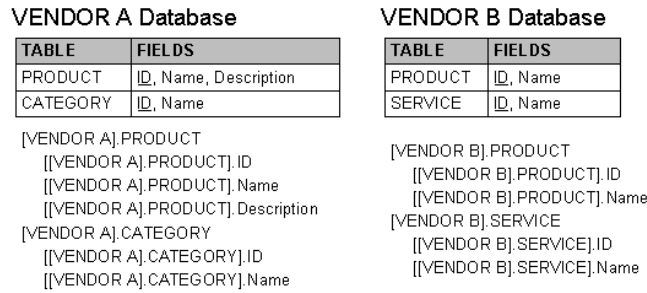 VENDOR A Database
TABLE FIELDS
PRODUCT ID, Name, Description
CATEGORY ID, Name
[VENDOR A].PRODUCT
[[VENDOR A].PRODUCT].ID
[[VENDOR A].PRODUCT].Name
[[VENDOR A].PRODUCT].Description
[VENDOR A].CATEGORY
[[VENDOR A].CATEGORY].ID
[[VENDOR A].CATEGORY].Name
VENDOR B Database
TABLE FIELDS
PRODUCT ID, Name
SERVICE ID, Name
[VENDOR B].PRODUCT
[[VENDOR B].PRODUCT].ID
[[VENDOR B].PRODUCT].Name
[VENDOR B].SERVICE
[[VENDOR B].SERVICE].ID
[[VENDOR B].SERVICE].Name